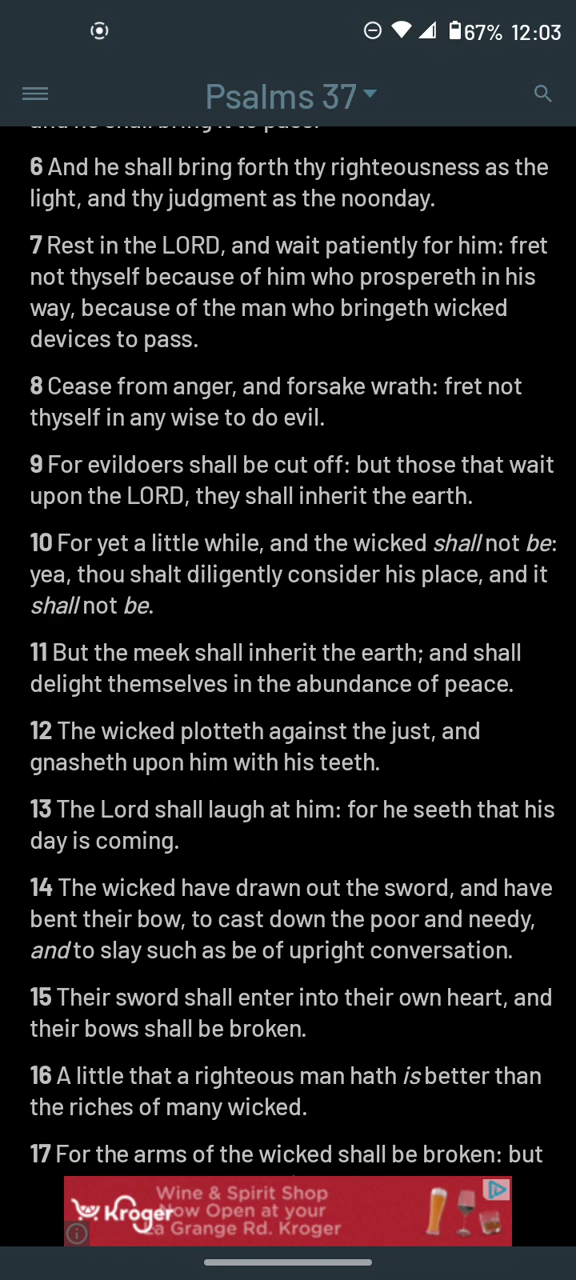 67% 12:03
Psalms 37
and he shall bring it to pass.
6 And he shall bring forth thy righteousness as the
light, and thy judgment as the noonday.
7 Rest in the LORD, and wait patiently for him: fret
not thyself because of him who prospereth in his
way, because of the man who bringeth wicked
devices to pass.
8 Cease from anger, and forsake wrath: fret not
thyself in any wise to do evil.
9 For evildoers shall be cut off: but those that wait
upon the LORD, they shall inherit the earth.
10 For yet a little while, and the wicked shall not be:
yea, thou shalt diligently consider his place, and it
shall not be.
11 But the meek shall inherit the earth; and shall
delight themselves in the abundance of peace.
12 The wicked plotteth against the just, and
gnasheth upon him with his teeth.
13 The Lord shall laugh at him: for he seeth that his
day is coming.
14 The wicked have drawn out the sword, and have
bent their bow, to cast down the poor and needy,
and to slay such as be of upright conversation.
15 Their sword shall enter into their own heart, and
their bows shall be broken.
16 A little that a righteous man hath is better than
the riches of many wicked.
17 For the arms of the wicked shall be broken: but
Kroger
Wine & Spirit Shop
Now Open at your
La Grange Rd. Kroger